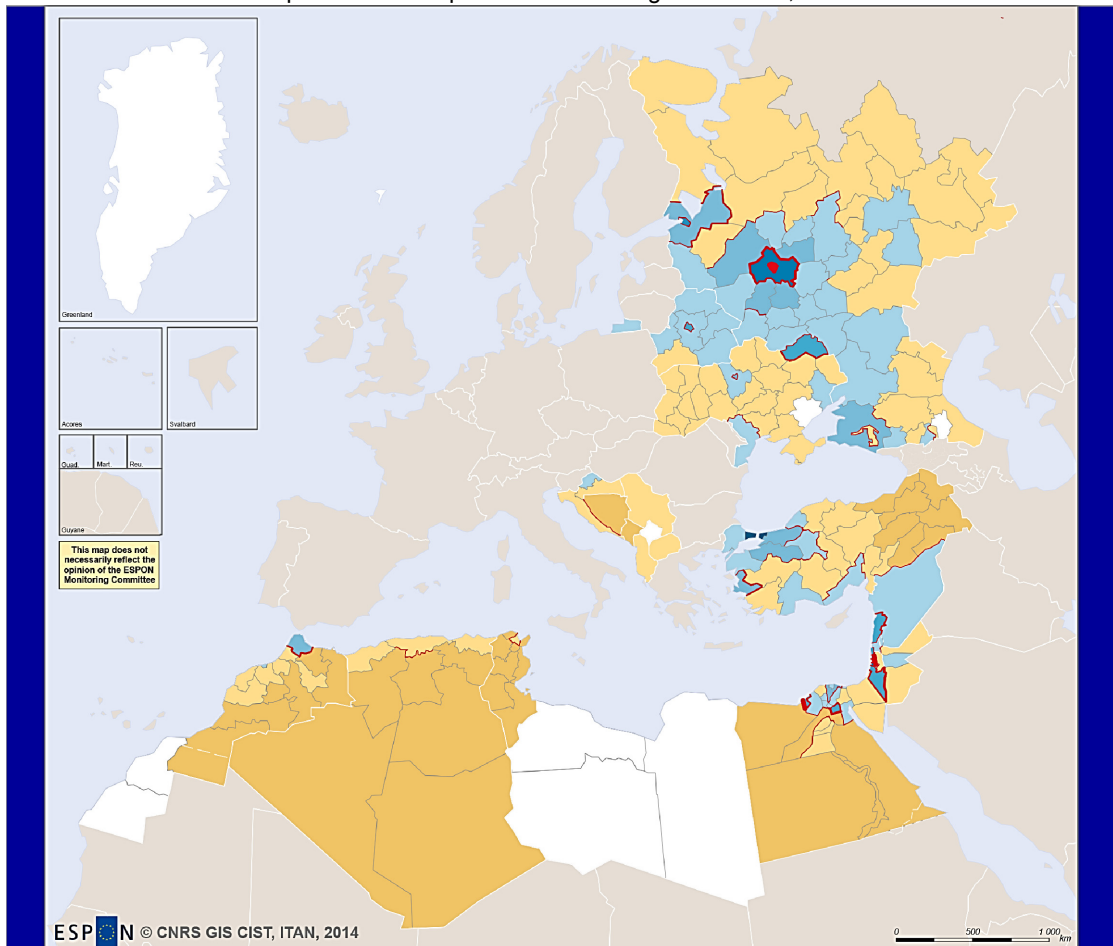 Greenland
Acores
Svalbard
Guad.
Mart.
Reu.
Guyane
This map does not
necessarily reflect the
opinion of the ESPON
Monitoring Committee
ESPON © CNRS GIS CIST, ITAN, 2014
0 500 1 000
km